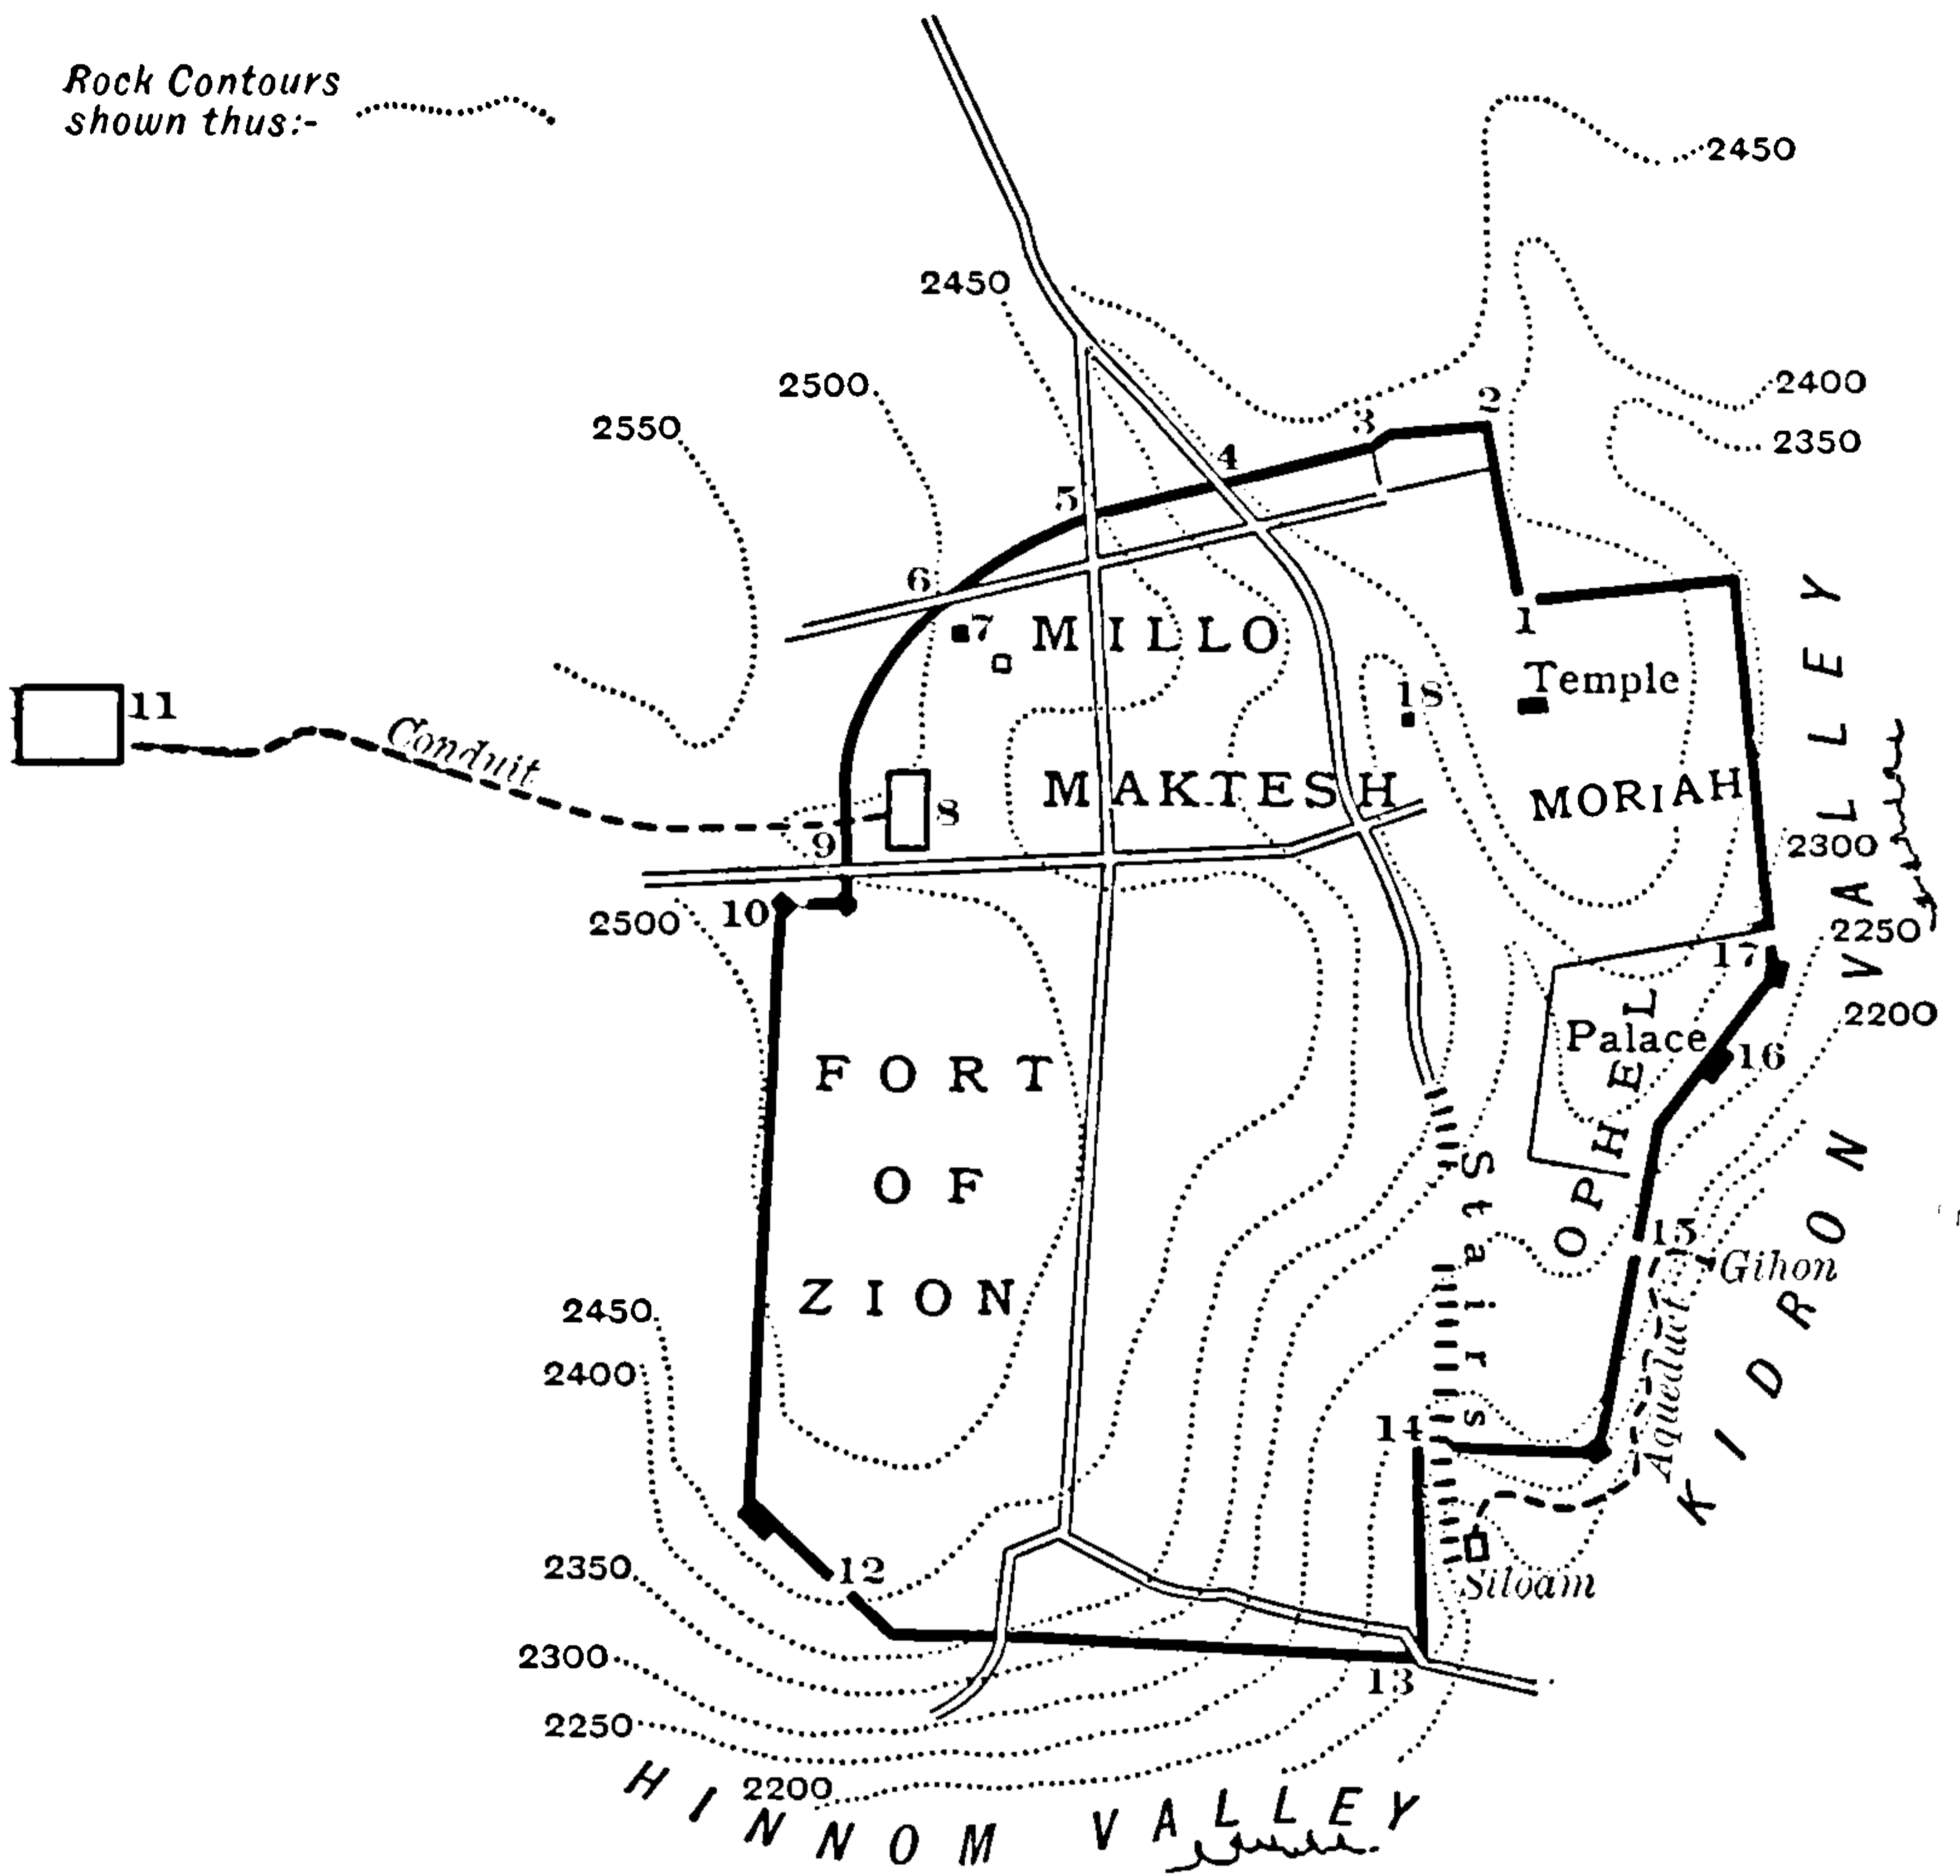 Rock Contours
shown thus:-
2450
2450
2400
2500
2
2550
3
2350
4
5
6
1
7
MILLO
Temple
18
11
Conduit
MAKTESH
MORIAH
8
9
2300
10
2500
2250
17
2200
Palace
16
OPHEL
FORT
OF
ZION
Stairs
15
Gihon
Aqueduct
KIDRON VALLEY
2450
2400
14
2350
12
Siloam
2300
13
2250
2200
HINNOM VALLEY